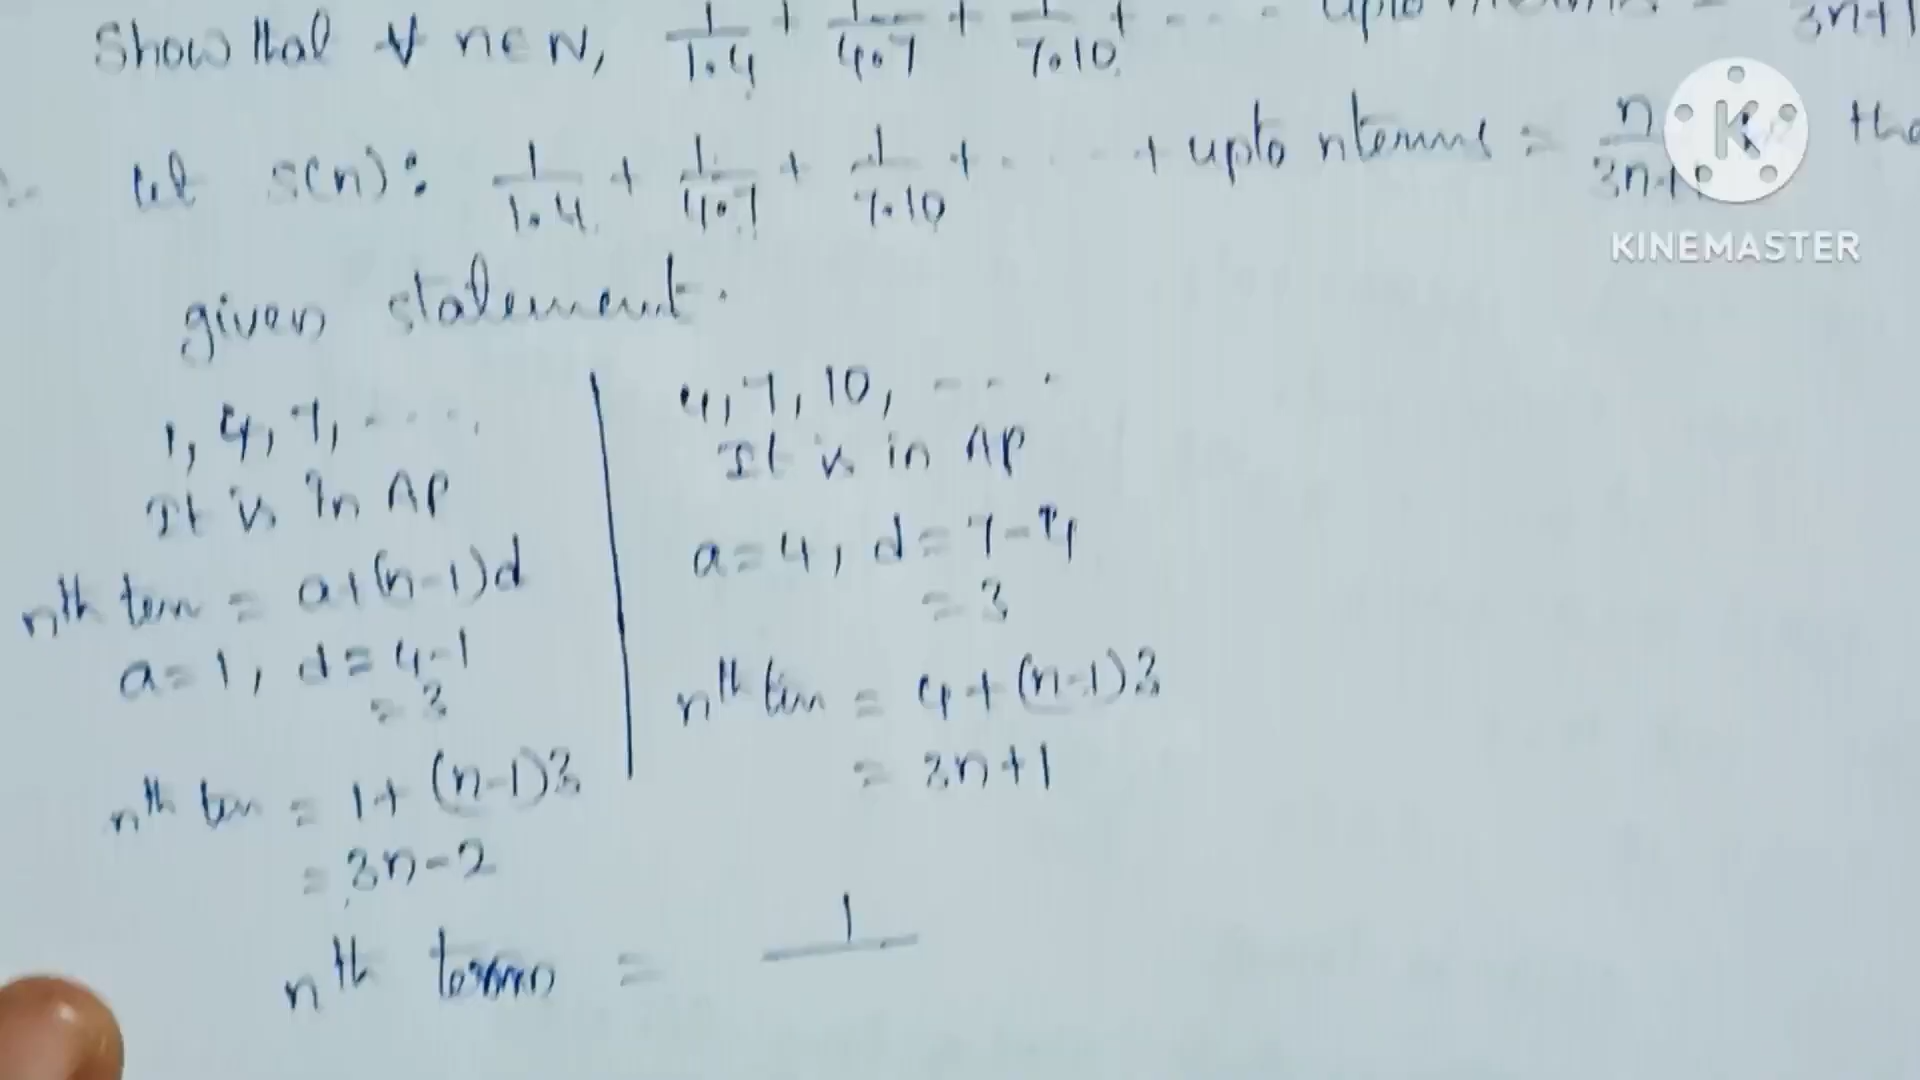 Show that ∀ n∈N, 1/1.4 + 1/4.7 + 1/7.10 + ... upto n terms = n/3n+1
let S(n): 1/1.4 + 1/4.7 + 1/7.10 + ... + upto n terms = n/3n+1 the
given statement.
1, 4, 7, ....
It is in AP
nth term = a+(n-1)d
a=1, d=4-1
=3
nth ter = 1+(n-1)3
=3n-2
4, 7, 10, ....
It is in AP
a=4, d=7-4
=3
nth term = 4+(n-1)3
= 3n+1
nth term = 1/
KINEMASTER